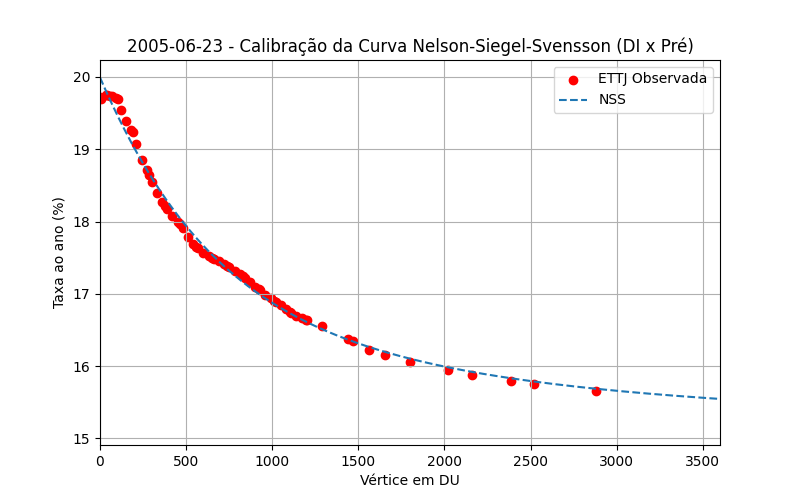 2005-06-23 - Calibração da Curva Nelson-Siegel-Svensson (DI x Pré)
ETTJ Observada
NSS
Taxa ao ano (%)
20
19
18
17
16
15
0 500 1000 1500 2000 2500 3000 3500
Vértice em DU